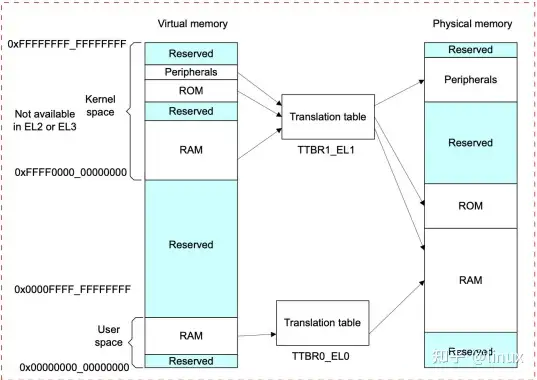 Virtual memory
Physical memory
0xFFFFFFFF_FFFFFFFF
Reserved
Peripherals
ROM
Reserved
RAM
Kernel
space
Not available
in EL2 or EL3
0xFFFF0000_00000000
Reserved
0x0000FFFF_FFFFFFFF
User
space
RAM
Reserved
0x00000000_00000000
Translation table
TTBR1_EL1
Translation table
TTBR0_EL0
Reserved
Peripherals
Reserved
ROM
RAM
Reserved
知乎 @linux